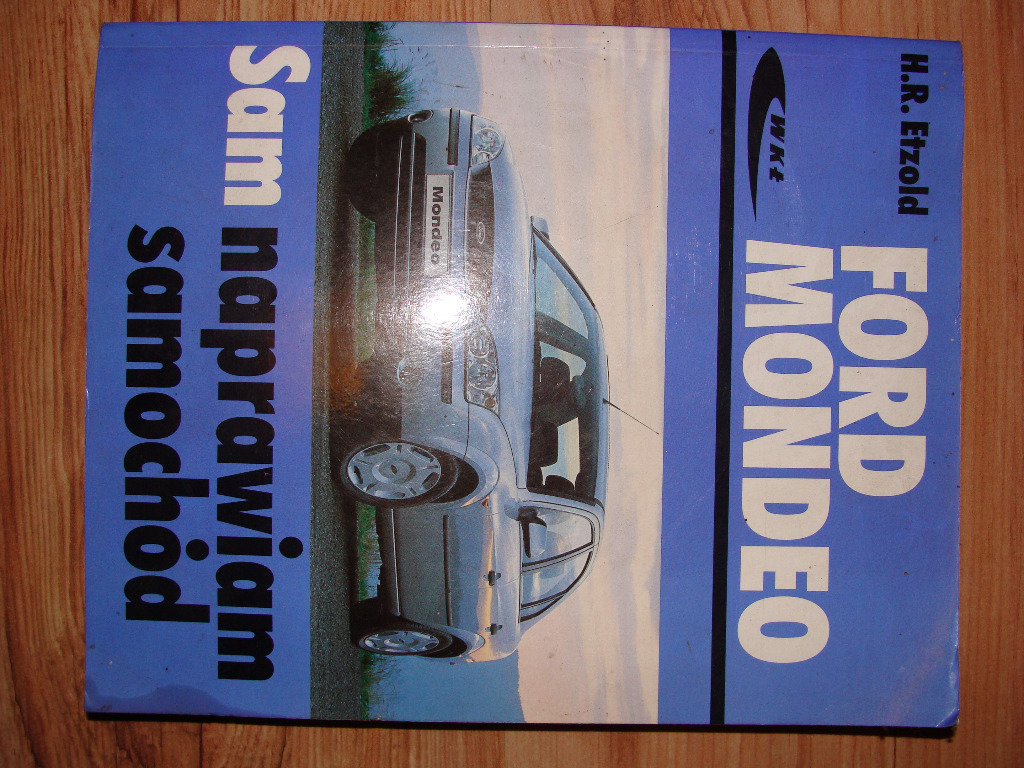 H.R. Etzold
FORD
MONDEO
WKŁ
Mondeo
Sam naprawiam
samochód